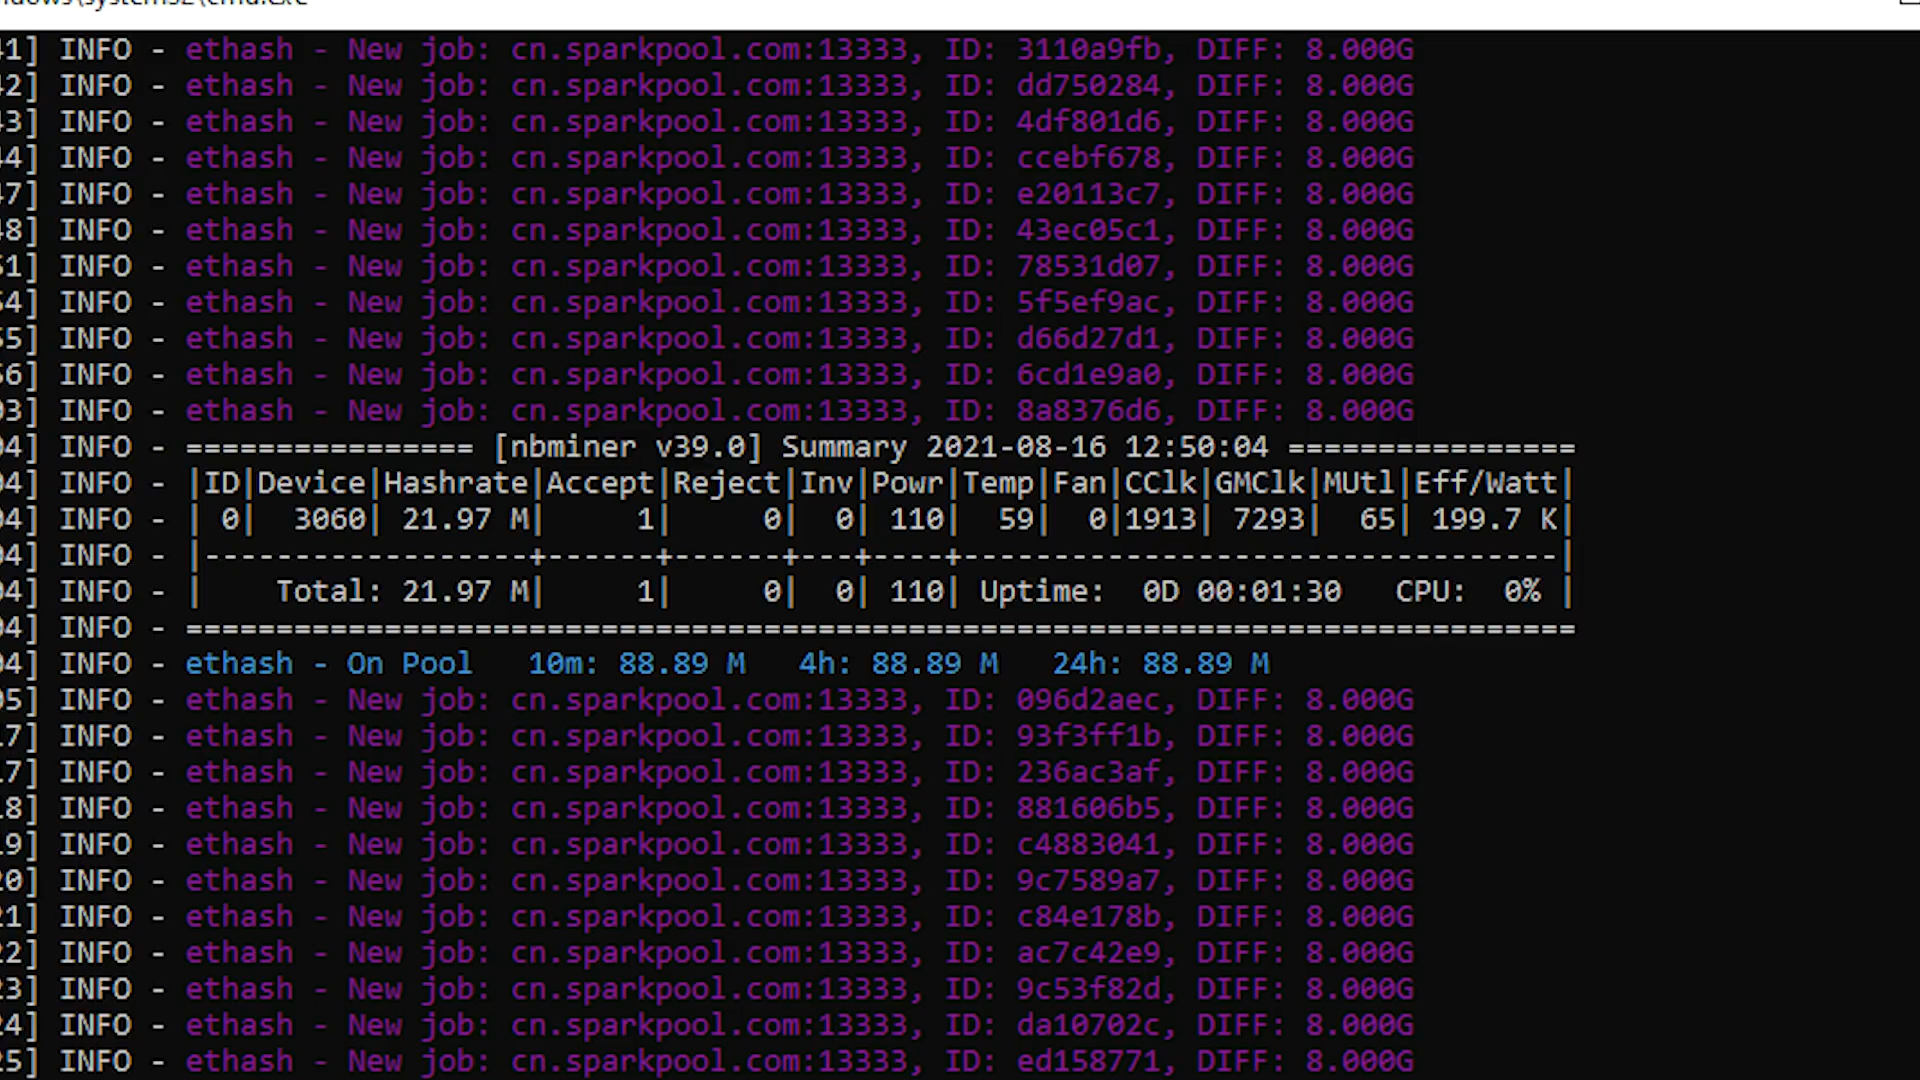 41] INFO - ethash - New job: cn.sparkpool.com:13333, ID: 3110a9fb, DIFF: 8.000G
42] INFO - ethash - New job: cn.sparkpool.com:13333, ID: dd750284, DIFF: 8.000G
43] INFO - ethash - New job: cn.sparkpool.com:13333, ID: 4df801d6, DIFF: 8.000G
44] INFO - ethash - New job: cn.sparkpool.com:13333, ID: ccebf678, DIFF: 8.000G
47] INFO - ethash - New job: cn.sparkpool.com:13333, ID: e20113c7, DIFF: 8.000G
48] INFO - ethash - New job: cn.sparkpool.com:13333, ID: 43ec05c1, DIFF: 8.000G
51] INFO - ethash - New job: cn.sparkpool.com:13333, ID: 78531d07, DIFF: 8.000G
54] INFO - ethash - New job: cn.sparkpool.com:13333, ID: 5f5ef9ac, DIFF: 8.000G
55] INFO - ethash - New job: cn.sparkpool.com:13333, ID: d66d27d1, DIFF: 8.000G
56] INFO - ethash - New job: cn.sparkpool.com:13333, ID: 6cd1e9a0, DIFF: 8.000G
03] INFO - ethash - New job: cn.sparkpool.com:13333, ID: 8a8376d6, DIFF: 8.000G
04] INFO - ================ [nbminer v39.0] Summary 2021-08-16 12:50:04 ================
04] INFO - |ID|Device|Hashrate|Accept|Reject|Inv|Powr|Temp|Fan|CClk|GMClk|MUtl|Eff/Watt|
04] INFO - | 0|  3060| 21.97 M|     1|     0|  0| 110|  59|  0|1913| 7293|  65| 199.7 K|
04] INFO - |------------------+------+------+---+----+---------------------------------|
04] INFO - |    Total: 21.97 M|     1|     0|  0| 110| Uptime:  0D 00:01:30   CPU:  0% |
04] INFO - =============================================================================
04] INFO - ethash - On Pool   10m: 88.89 M   4h: 88.89 M   24h: 88.89 M
05] INFO - ethash - New job: cn.sparkpool.com:13333, ID: 096d2aec, DIFF: 8.000G
17] INFO - ethash - New job: cn.sparkpool.com:13333, ID: 93f3ff1b, DIFF: 8.000G
17] INFO - ethash - New job: cn.sparkpool.com:13333, ID: 236ac3af, DIFF: 8.000G
18] INFO - ethash - New job: cn.sparkpool.com:13333, ID: 881606b5, DIFF: 8.000G
19] INFO - ethash - New job: cn.sparkpool.com:13333, ID: c4883041, DIFF: 8.000G
20] INFO - ethash - New job: cn.sparkpool.com:13333, ID: 9c7589a7, DIFF: 8.000G
21] INFO - ethash - New job: cn.sparkpool.com:13333, ID: c84e178b, DIFF: 8.000G
22] INFO - ethash - New job: cn.sparkpool.com:13333, ID: ac7c42e9, DIFF: 8.000G
23] INFO - ethash - New job: cn.sparkpool.com:13333, ID: 9c53f82d, DIFF: 8.000G
24] INFO - ethash - New job: cn.sparkpool.com:13333, ID: da10702c, DIFF: 8.000G
25] INFO - ethash - New job: cn.sparkpool.com:13333, ID: ed158771, DIFF: 8.000G